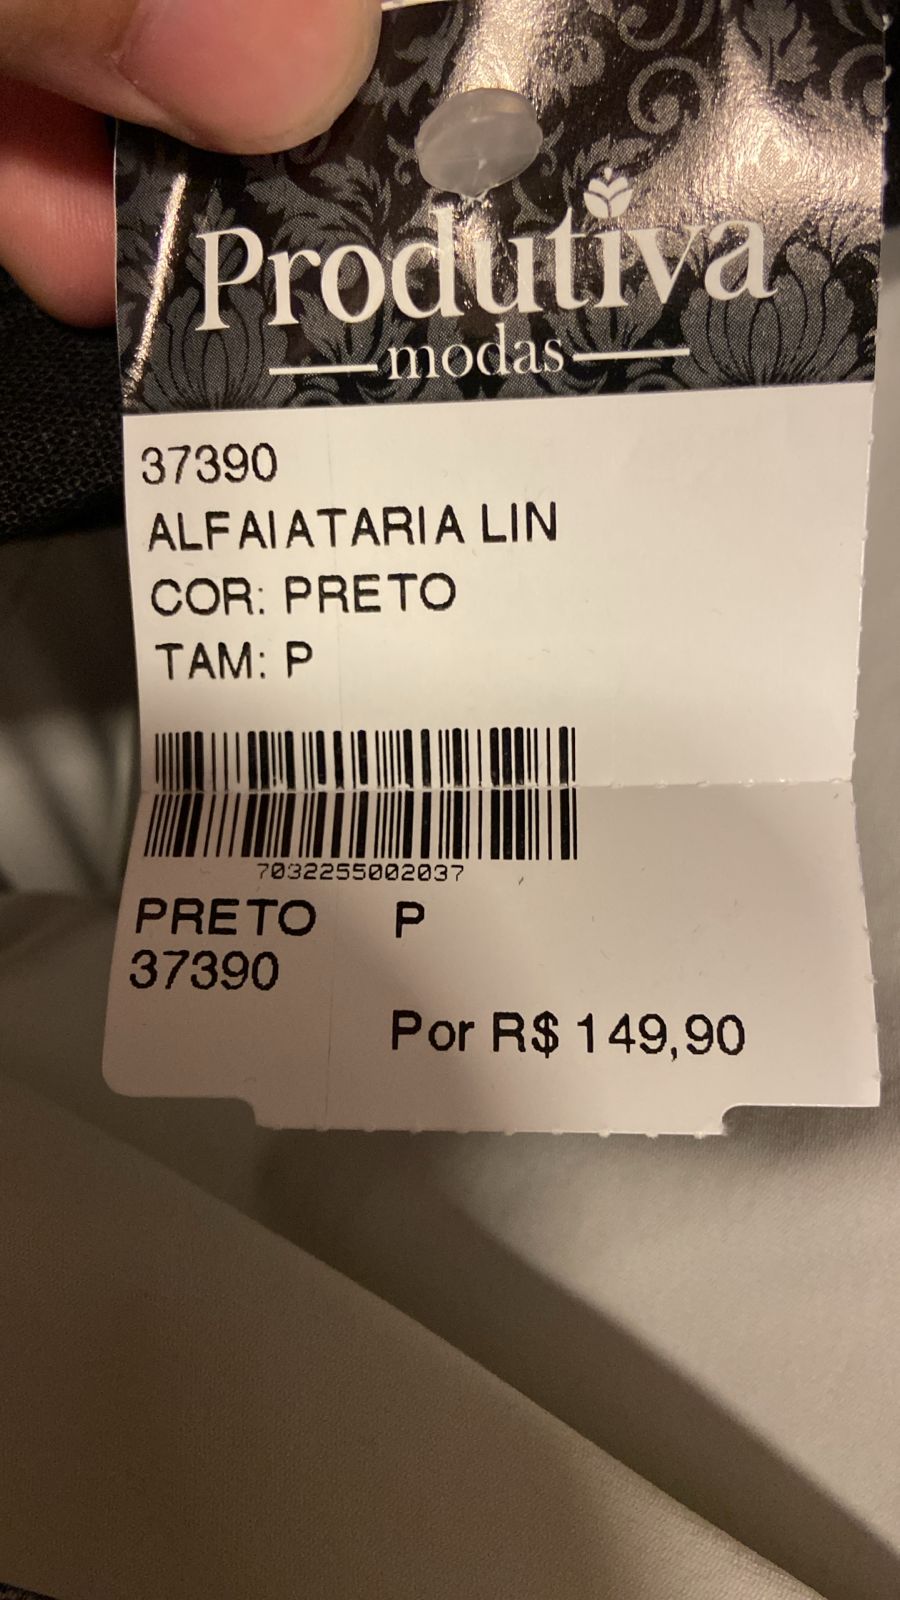 Produtiva
modas
37390
ALFAIATARIA LIN
COR: PRETO
TAM: P
7032255002037
PRETO P
37390
Por R$ 149,90